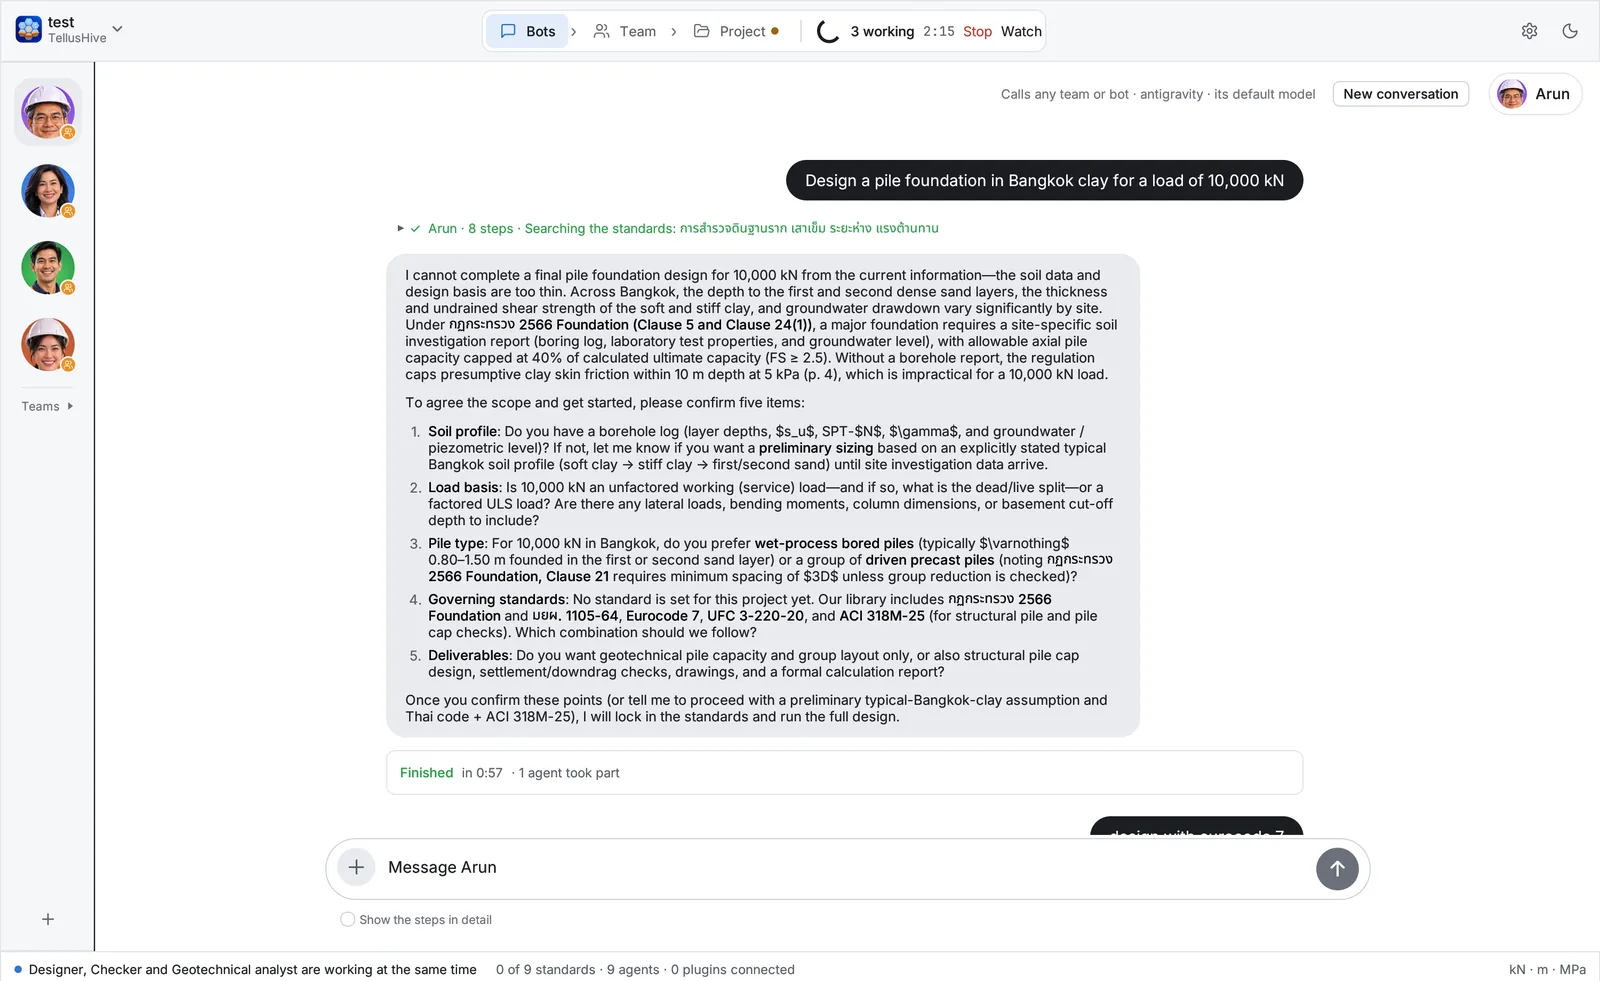 test
TellusHive
Bots
Team
Project
3 working 2:15 Stop Watch
Calls any team or bot · antigravity · its default model
New conversation
Arun
Design a pile foundation in Bangkok clay for a load of 10,000 kN
Arun · 8 steps · Searching the standards: การสำรวจดินฐานราก เสาเข็ม ระยะห่าง แรงต้านทาน
I cannot complete a final pile foundation design for 10,000 kN from the current information—the soil data and
design basis are too thin. Across Bangkok, the depth to the first and second dense sand layers, the thickness
and undrained shear strength of the soft and stiff clay, and groundwater drawdown vary significantly by site.
Under กฎกระทรวง 2566 Foundation (Clause 5 and Clause 24(1)), a major foundation requires a site-specific soil
investigation report (boring log, laboratory test properties, and groundwater level), with allowable axial pile
capacity capped at 40% of calculated ultimate capacity (FS ≥ 2.5). Without a borehole report, the regulation
caps presumptive clay skin friction within 10 m depth at 5 kPa (p. 4), which is impractical for a 10,000 kN load.
To agree the scope and get started, please confirm five items:
1. Soil profile: Do you have a borehole log (layer depths, $s_u$, SPT-$N$, $\gamma$, and groundwater /
piezometric level)? If not, let me know if you want a preliminary sizing based on an explicitly stated typical
Bangkok soil profile (soft clay → stiff clay → first/second sand) until site investigation data arrive.
2. Load basis: Is 10,000 kN an unfactored working (service) load—and if so, what is the dead/live split—or a
factored ULS load? Are there any lateral loads, bending moments, column dimensions, or basement cut-off
depth to include?
3. Pile type: For 10,000 kN in Bangkok, do you prefer wet-process bored piles (typically $\varnothing$
0.80–1.50 m founded in the first or second sand layer) or a group of driven precast piles (noting กฎกระทรวง
2566 Foundation, Clause 21 requires minimum spacing of $3D$ unless group reduction is checked)?
4. Governing standards: No standard is set for this project yet. Our library includes กฎกระทรวง 2566
Foundation and มยผ. 1105-64, Eurocode 7, UFC 3-220-20, and ACI 318M-25 (for structural pile and pile
cap checks). Which combination should we follow?
5. Deliverables: Do you want geotechnical pile capacity and group layout only, or also structural pile cap
design, settlement/downdrag checks, drawings, and a formal calculation report?
Once you confirm these points (or tell me to proceed with a preliminary typical-Bangkok-clay assumption and
Thai code + ACI 318M-25), I will lock in the standards and run the full design.
Finished in 0:57 · 1 agent took part
design with eurocode 7
Message Arun
Show the steps in detail
Teams
Designer, Checker and Geotechnical analyst are working at the same time 0 of 9 standards · 9 agents · 0 plugins connected
kN · m · MPa